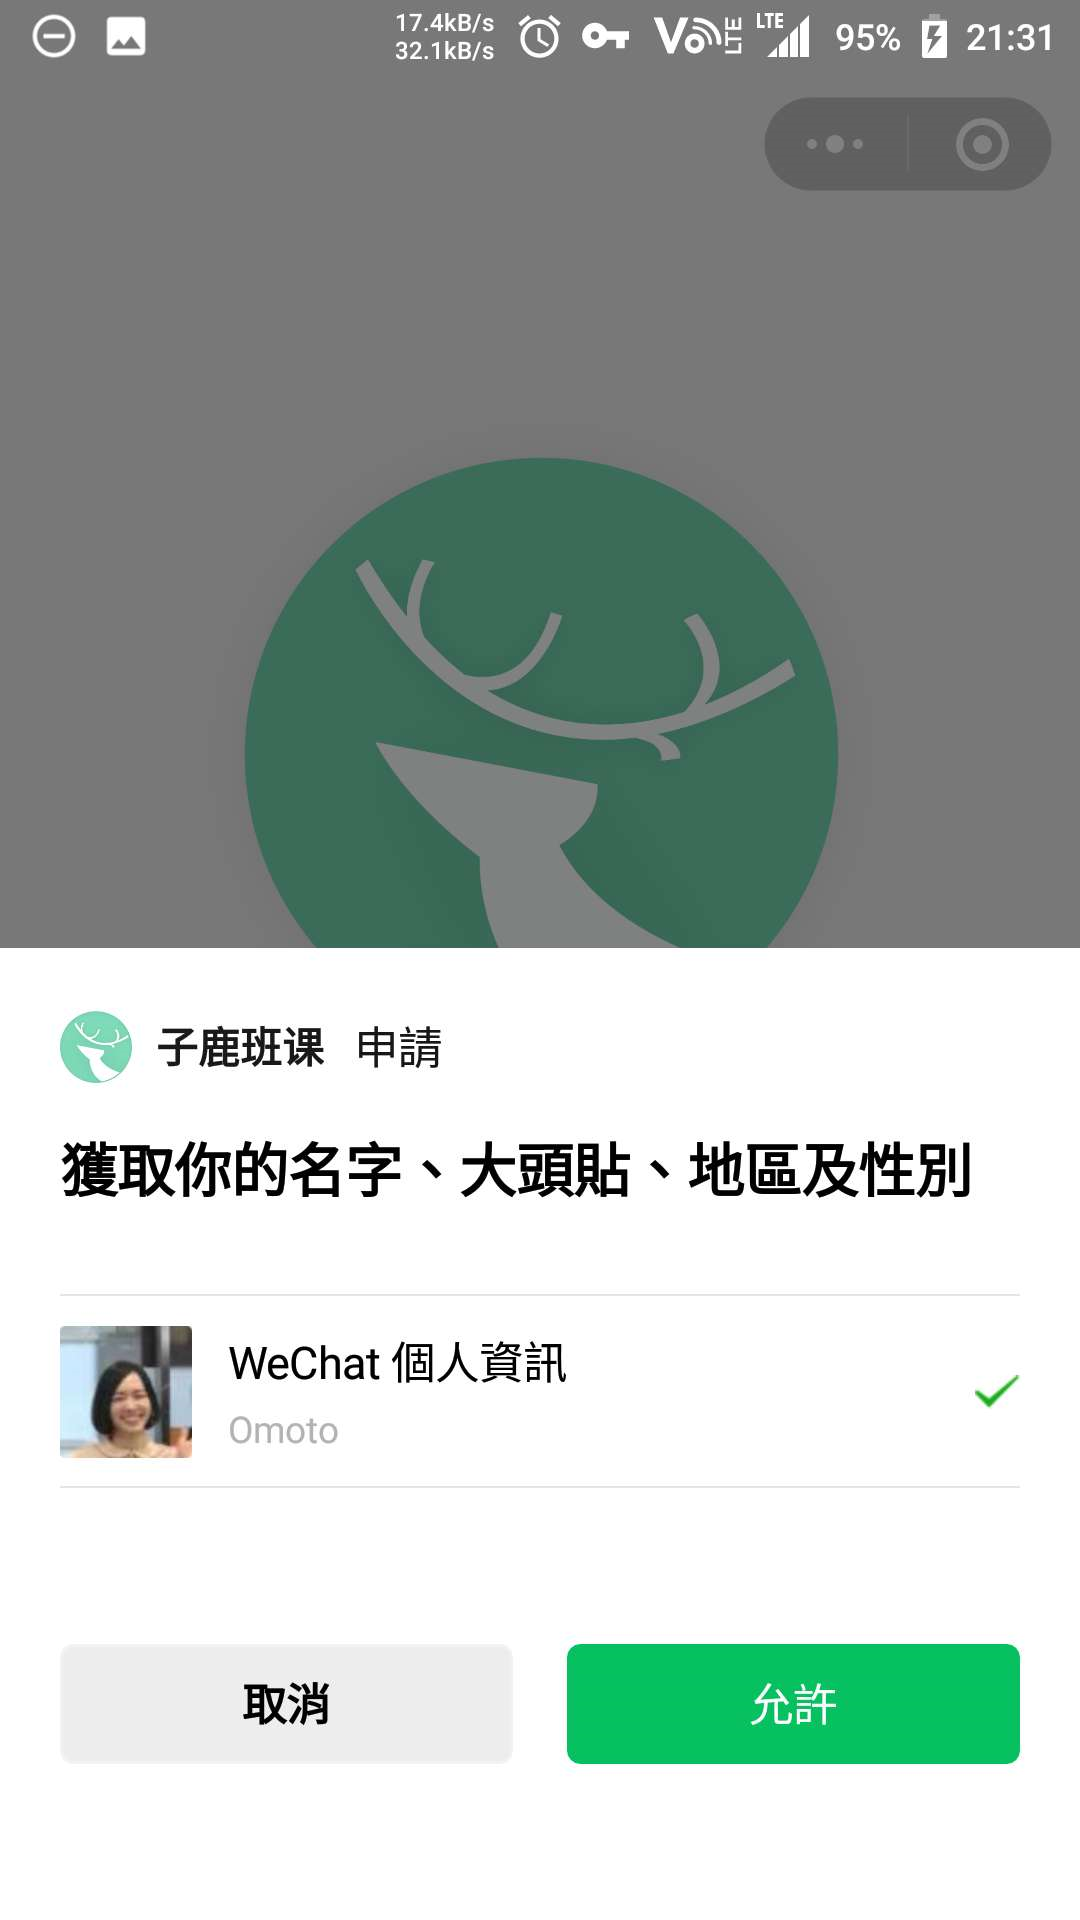 17.4kB/s
32.1kB/s
VoLTE LTE 95% 21:31
子鹿班课 申請
獲取你的名字、大頭貼、地區及性別
WeChat 個人資訊
Omoto
取消 允許